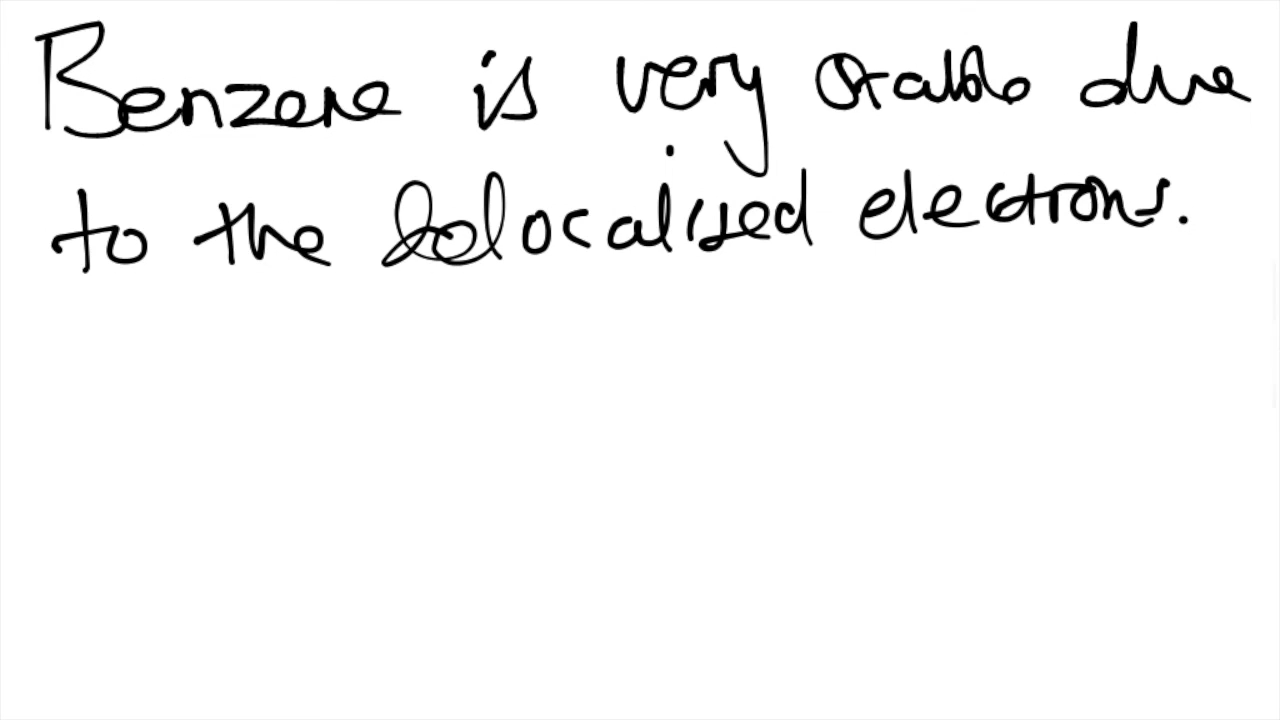 Benzene is very stable due
to the delocalised electrons.